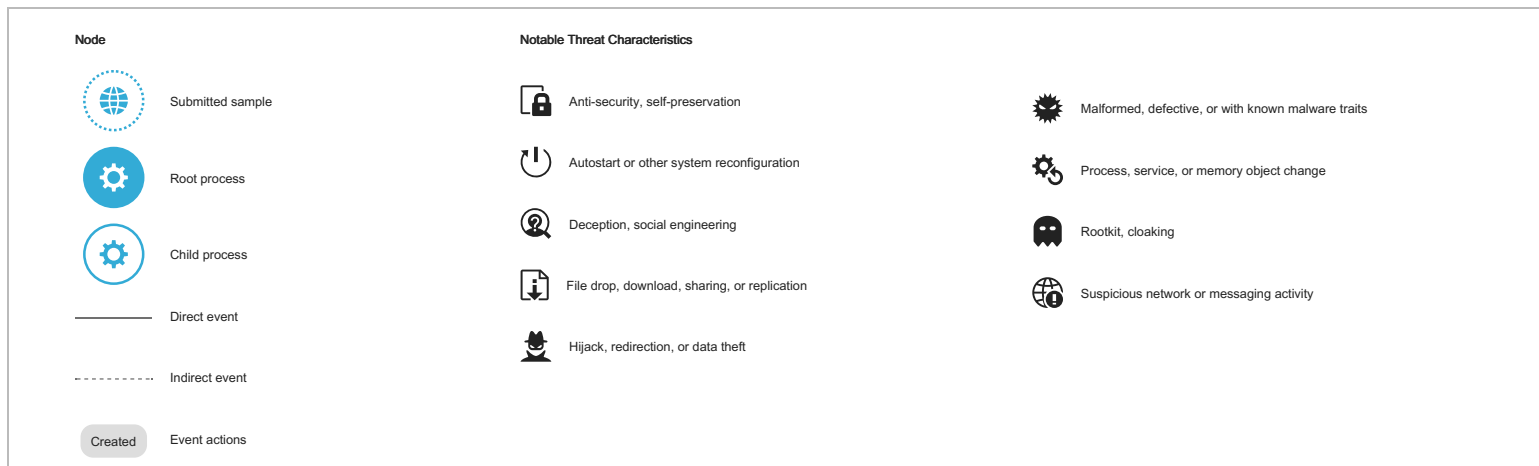 Node
Submitted sample
Root process
Child process
Direct event
Indirect event
Created
Event actions
Notable Threat Characteristics
Anti-security, self-preservation
Autostart or other system reconfiguration
Deception, social engineering
File drop, download, sharing, or replication
Hijack, redirection, or data theft
Malformed, defective, or with known malware traits
Process, service, or memory object change
Rootkit, cloaking
Suspicious network or messaging activity